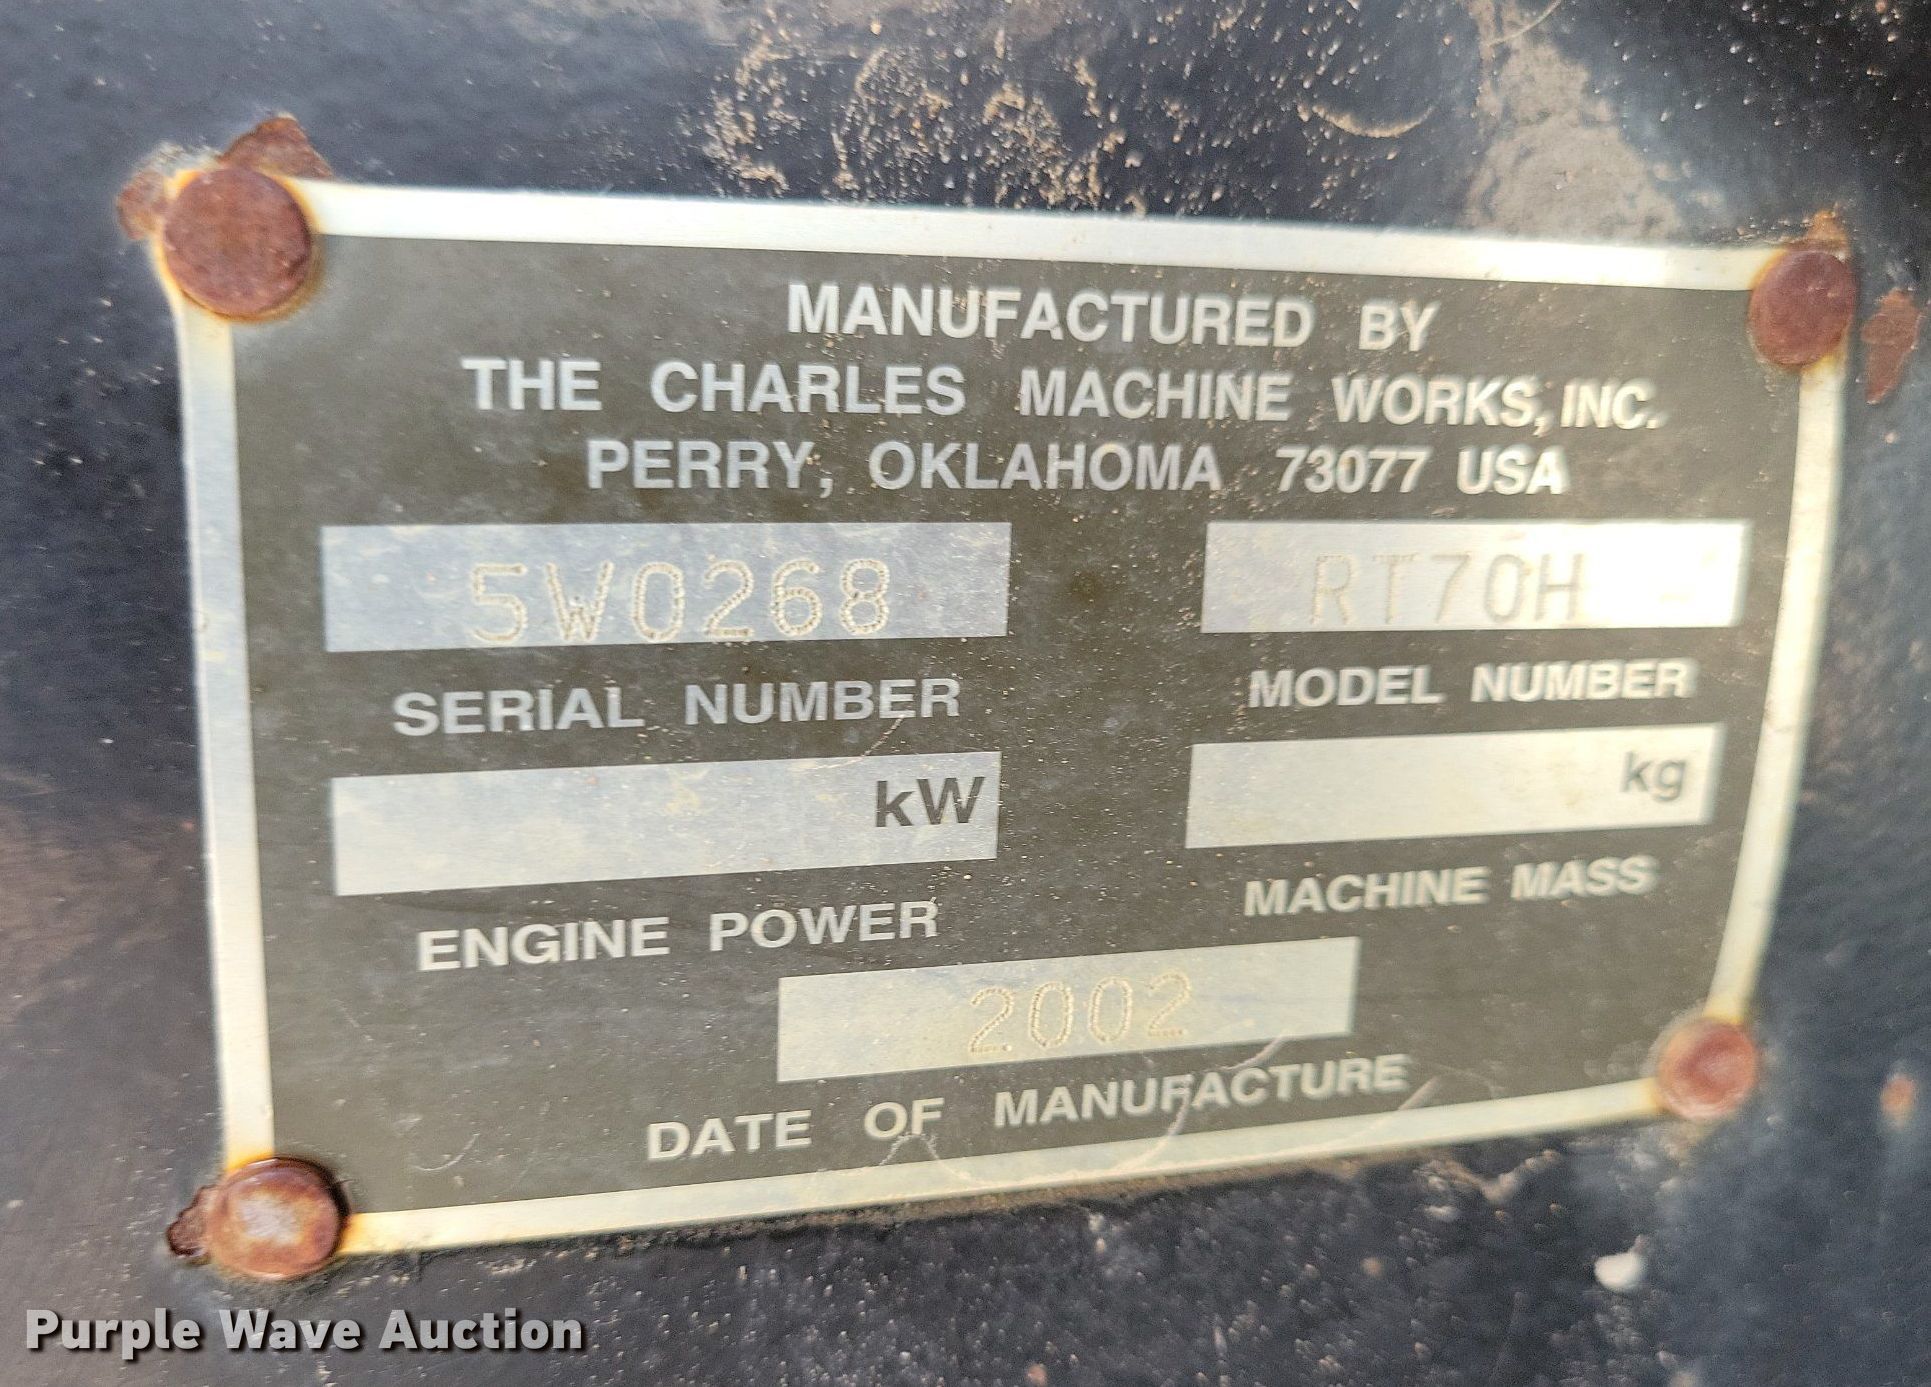 MANUFACTURED BY
THE CHARLES MACHINE WORKS, INC.
PERRY, OKLAHOMA 73077 USA
5W0268 RT70H
SERIAL NUMBER MODEL NUMBER
kW kg
ENGINE POWER MACHINE MASS
2002
DATE OF MANUFACTURE
Purple Wave Auction